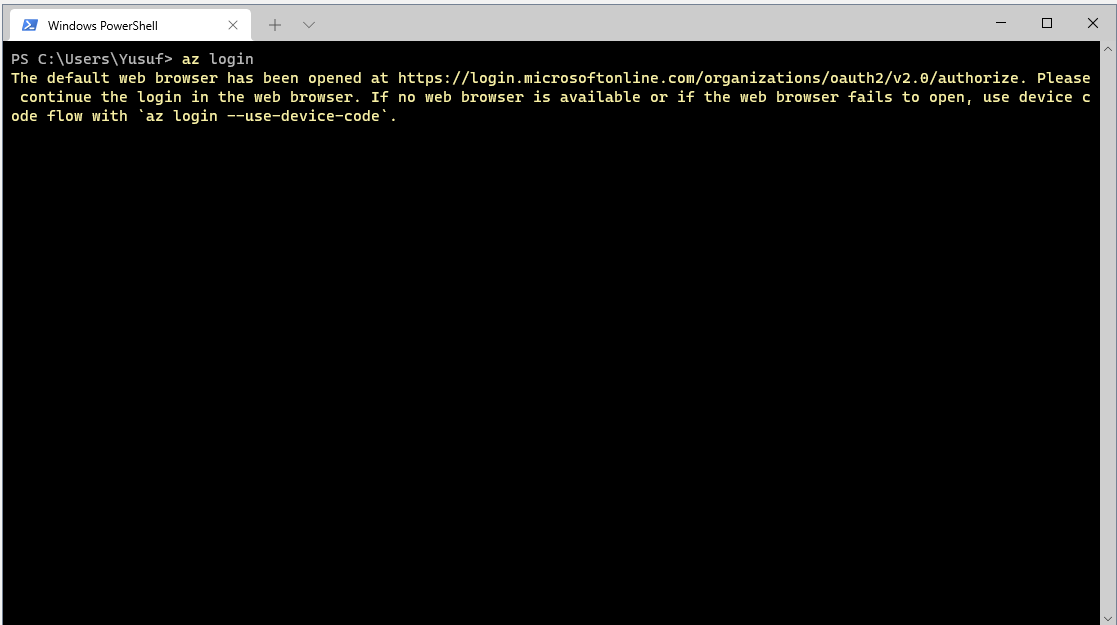 Windows PowerShell
PS C:\Users\Yusuf> az login
The default web browser has been opened at https://login.microsoftonline.com/organizations/oauth2/v2.0/authorize. Please
 continue the login in the web browser. If no web browser is available or if the web browser fails to open, use device c
ode flow with `az login --use-device-code`.